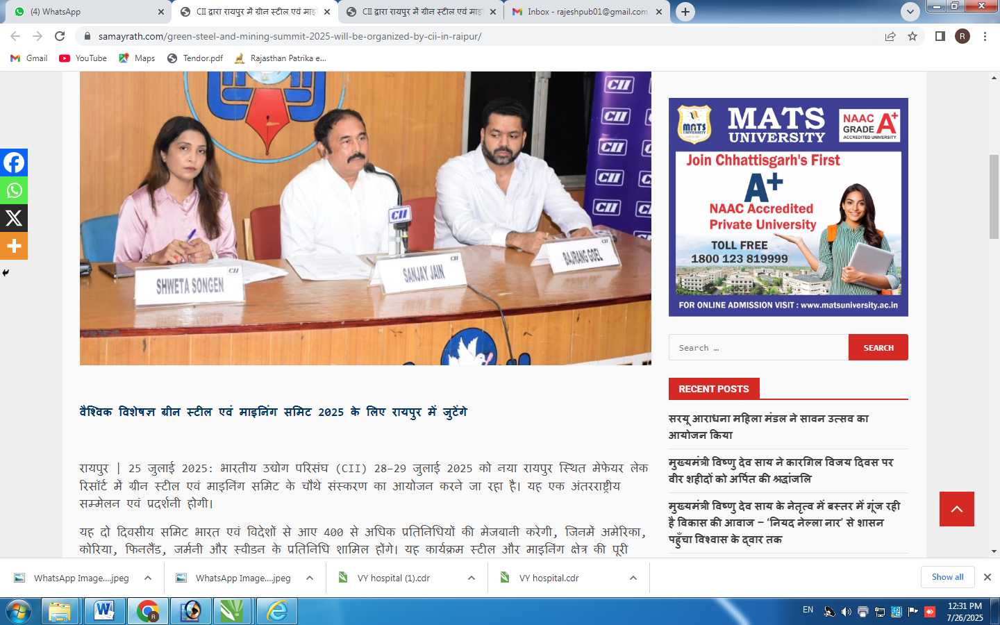 (4) WhatsApp
CII द्वारा रायपुर में ग्रीन स्टील एवं माइ
CII द्वारा रायपुर में ग्रीन स्टील एवं माइ
Inbox - rajeshpub01@gmail.com
samayrath.com/green-steel-and-mining-summit-2025-will-be-organized-by-cii-in-raipur/
R
Gmail
YouTube
Maps
Tendor.pdf
Rajasthan Patrika e...
CII
CII
CII
CII
CII
CII
SHWETA SONGEN
CII
SANJAY JAIN
CII
BAJRANG GOEL
CII
MATS UNIVERSITY
MATS
UNIVERSITY
NAAC
GRADE A+
ACCREDITED UNIVERSITY
Join Chhattisgarh's First
A+
NAAC Accredited
Private University
TOLL FREE
1800 123 819999
FOR ONLINE ADMISSION VISIT : www.matsuniversity.ac.in
Search …
SEARCH
RECENT POSTS
सरयू आराधना महिला मंडल ने सावन उत्सव का
आयोजन किया
मुख्यमंत्री विष्णु देव साय ने कारगिल विजय दिवस पर
वीर शहीदों को अर्पित की श्रद्धांजलि
मुख्यमंत्री विष्णु देव साय के नेतृत्व में बस्तर में गूंज रही
है विकास की आवाज – ‘नियद नेल्ला नार’ से शासन
पहुँचा विश्वास के द्वार तक
वैश्विक विशेषज्ञ ग्रीन स्टील एवं माइनिंग समिट 2025 के लिए रायपुर में जुटेंगे
रायपुर | 25 जुलाई 2025: भारतीय उद्योग परिसंघ (CII) 28–29 जुलाई 2025 को नया रायपुर स्थित मेफेयर लेक
रिसॉर्ट में ग्रीन स्टील एवं माइनिंग समिट के चौथे संस्करण का आयोजन करने जा रहा है। यह एक अंतरराष्ट्रीय
सम्मेलन एवं प्रदर्शनी होगी।
यह दो दिवसीय समिट भारत एवं विदेशों से आए 400 से अधिक प्रतिनिधियों की मेजबानी करेगी, जिनमें अमेरिका,
कोरिया, फिनलैंड, जर्मनी और स्वीडन के प्रतिनिधि शामिल होंगे। यह कार्यक्रम स्टील और माइनिंग क्षेत्र की पूरी
WhatsApp Image....jpeg
WhatsApp Image....jpeg
VY hospital (1).cdr
VY hospital.cdr
Show all
EN
12:31 PM
7/26/2025